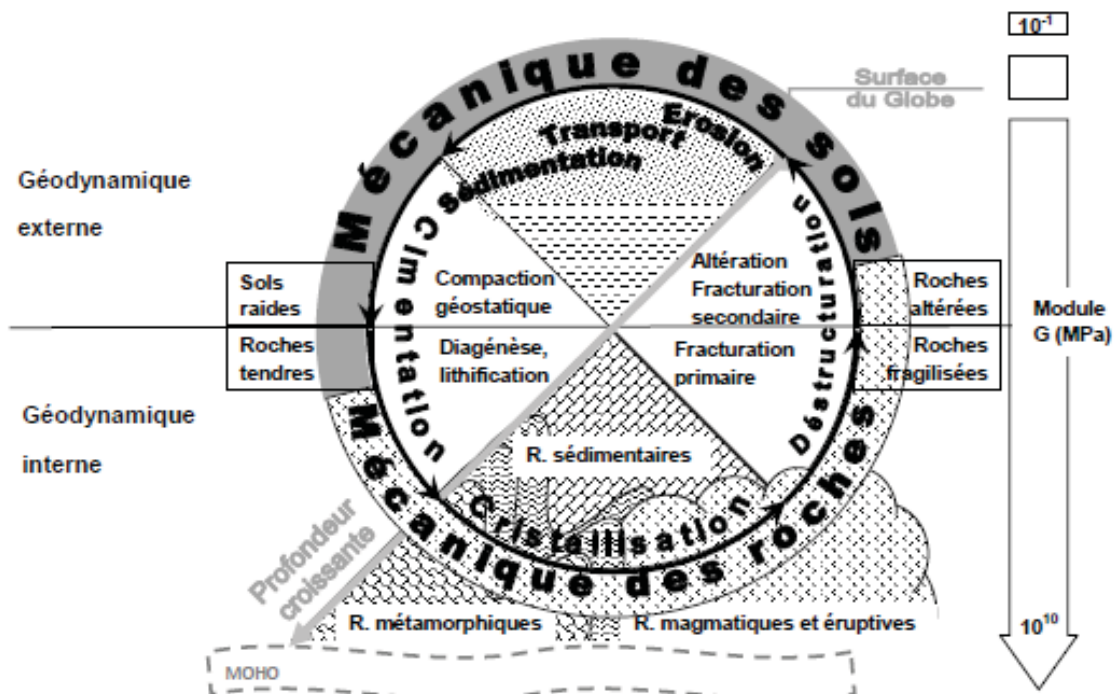 10⁻¹
Mécanique des sols
Surface
du Globe
Erosion
Transport
Sédimentation
Géodynamique
externe
Cimentation
Déstructuration
Compaction
géostatique
Altération
Fracturation
secondaire
Sols
raides
Roches
altérées
Module
G (MPa)
Roches
tendres
Diagénèse,
lithification
Fracturation
primaire
Roches
fragilisées
Géodynamique
interne
R. sédimentaires
Cristallisation
Mécanique des roches
Profondeur
croissante
R. métamorphiques
R. magmatiques et éruptives
10¹⁰
MOHO